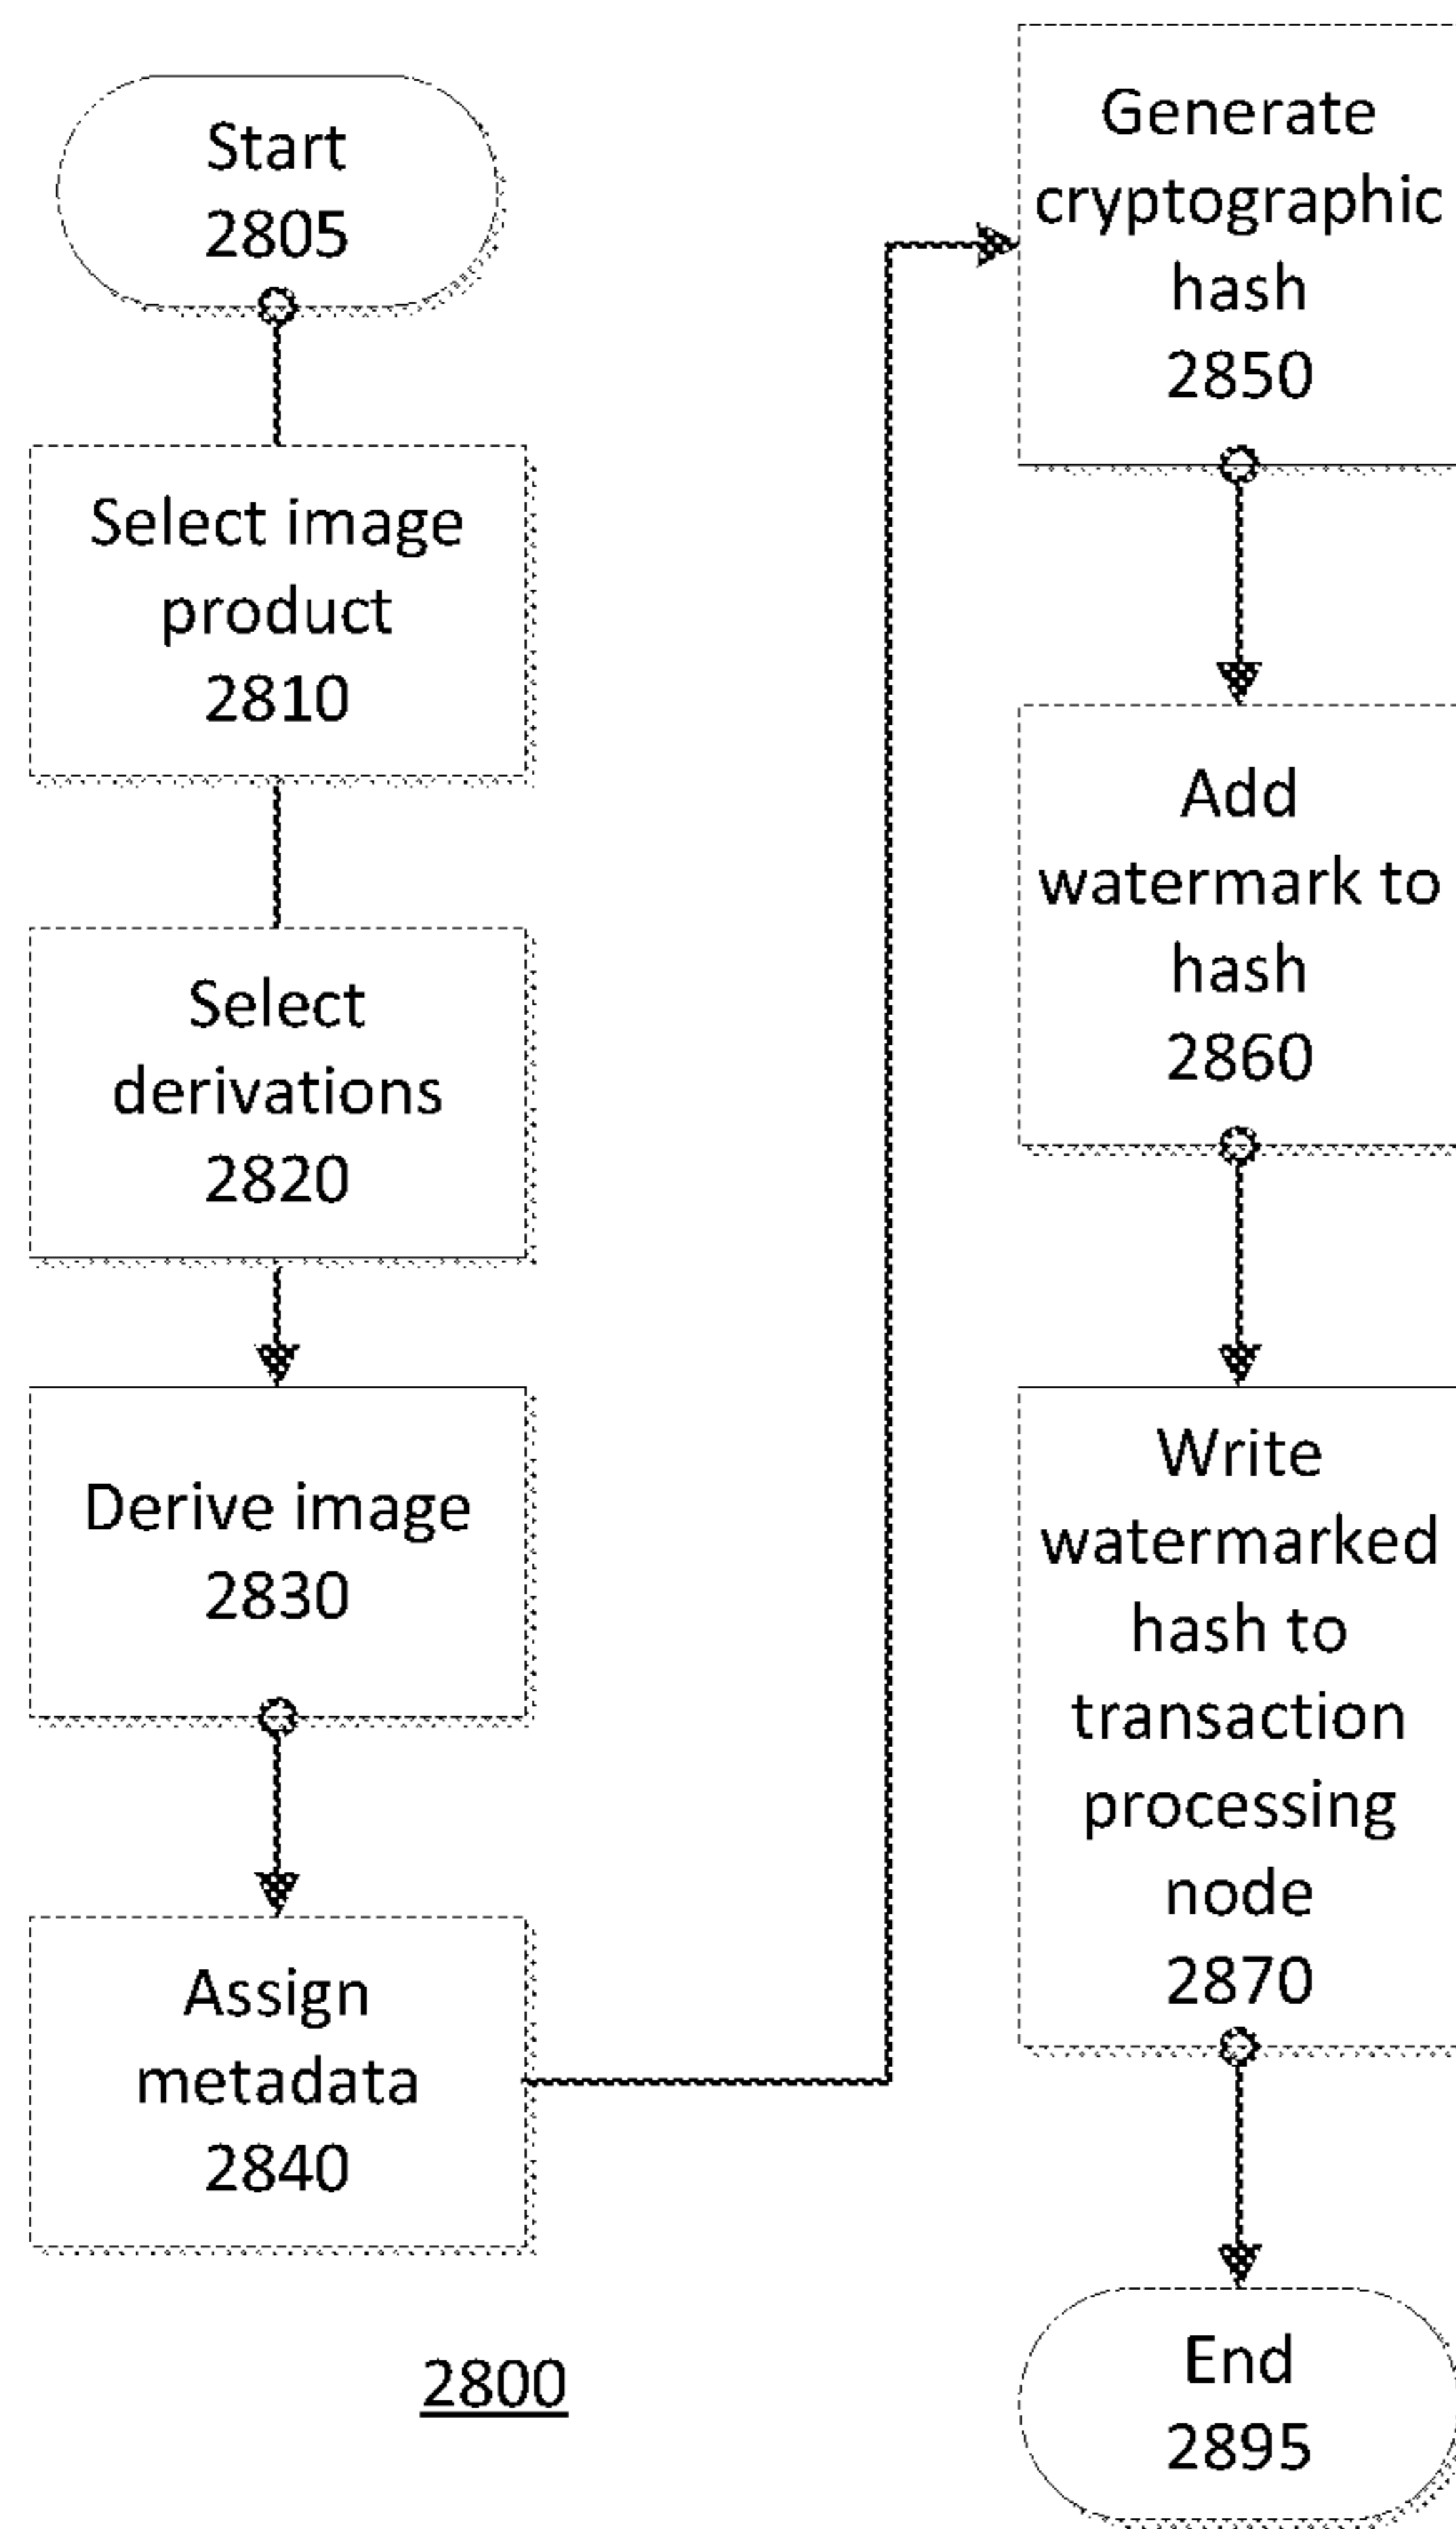 Start
2805
Select image
product
2810
Select
derivations
2820
Derive image
2830
Assign
metadata
2840
2800
Generate
cryptographic
hash
2850
Add
watermark to
hash
2860
Write
watermarked
hash to
transaction
processing
node
2870
End
2895